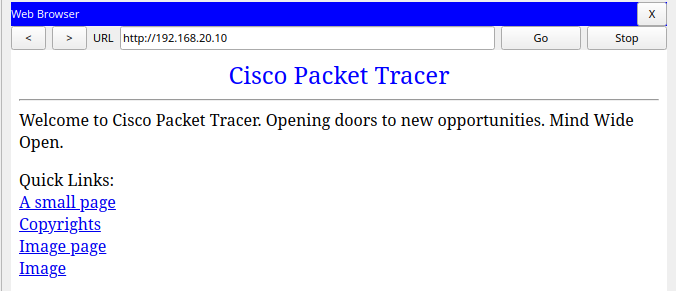 Web Browser X
< > URL http://192.168.20.10 Go Stop
Cisco Packet Tracer
Welcome to Cisco Packet Tracer. Opening doors to new opportunities. Mind Wide
Open.
Quick Links:
A small page
Copyrights
Image page
Image